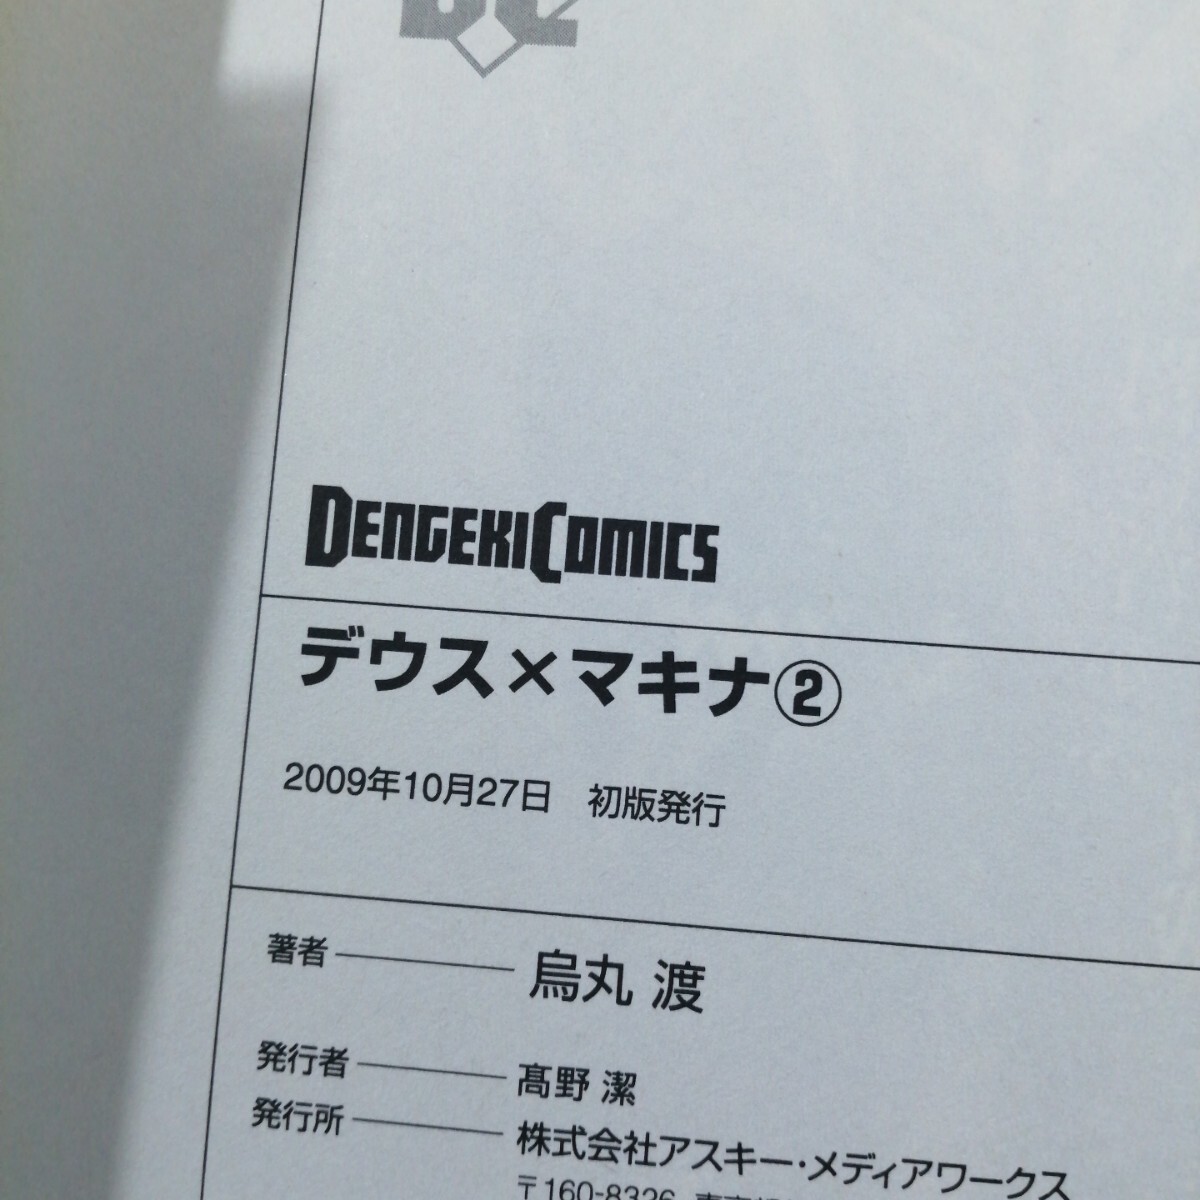 DENGEKI COMICS
デウス×マキナ②
2009年10月27日　初版発行
著者 烏丸 渡
発行者 髙野 潔
発行所 株式会社アスキー・メディアワークス
〒160-8326